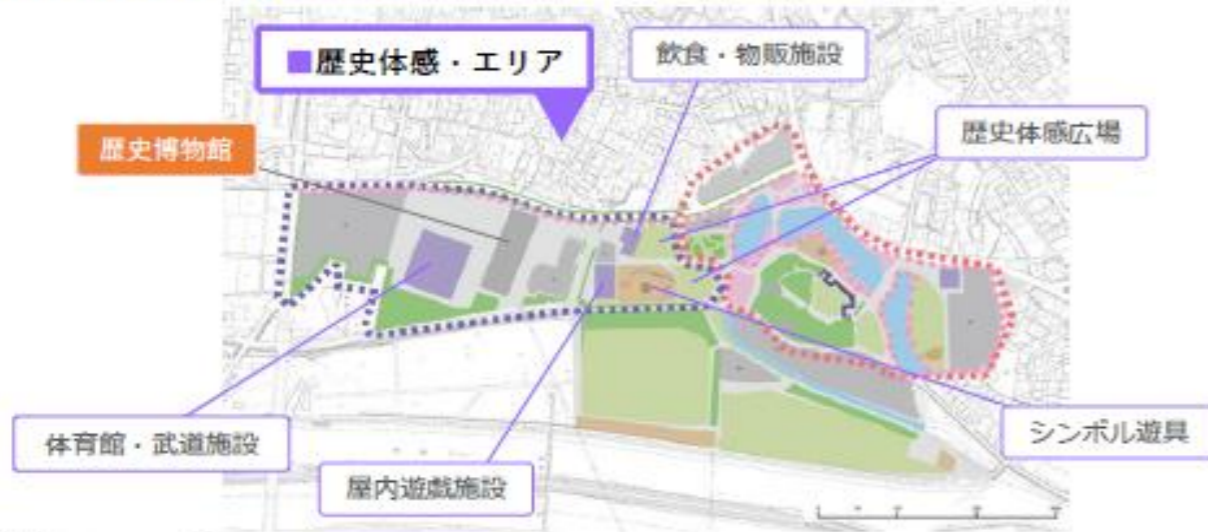 ■歴史体感・エリア
飲食・物販施設
歴史体感広場
歴史博物館
体育館・武道施設
屋内遊戯施設
シンボル遊具